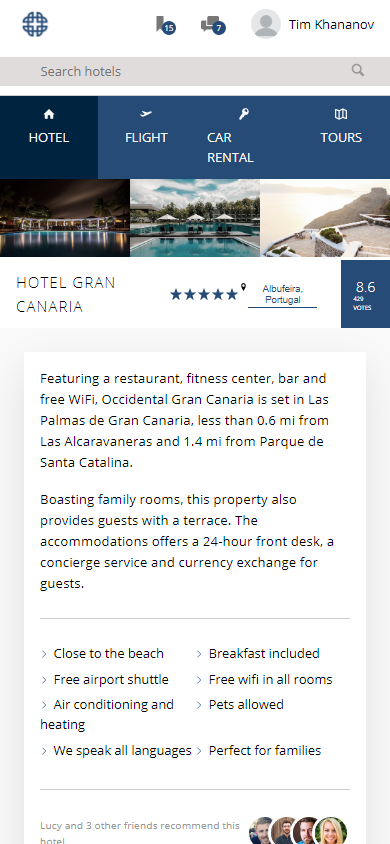 15
7
Tim Khananov
Search hotels
HOTEL
FLIGHT
CAR
RENTAL
TOURS
HOTEL GRAN
CANARIA
Albufeira,
Portugal
8.6
429
VOTES
Featuring a restaurant, fitness center, bar and
free WiFi, Occidental Gran Canaria is set in Las
Palmas de Gran Canaria, less than 0.6 mi from
Las Alcaravaneras and 1.4 mi from Parque de
Santa Catalina.
Boasting family rooms, this property also
provides guests with a terrace. The
accommodations offers a 24-hour front desk, a
concierge service and currency exchange for
guests.
Close to the beach
Breakfast included
Free airport shuttle
Free wifi in all rooms
Air conditioning and
heating
Pets allowed
We speak all languages
Perfect for families
Lucy and 3 other friends recommend this
hotel